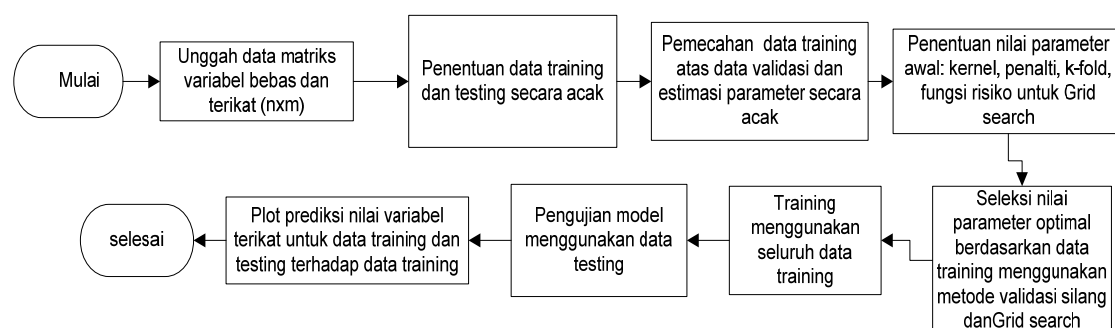 Mulai
Unggah data matriks
variabel bebas dan
terikat (nxm)
Penentuan data training
dan testing secara acak
Pemecahan data training
atas data validasi dan
estimasi parameter secara
acak
Penentuan nilai parameter
awal: kernel, penalti, k-fold,
fungsi risiko untuk Grid
search
Seleksi nilai
parameter optimal
berdasarkan data
training menggunakan
metode validasi silang
danGrid search
Training
menggunakan
seluruh data
training
Pengujian model
menggunakan data
testing
Plot prediksi nilai variabel
terikat untuk data training dan
testing terhadap data training
selesai